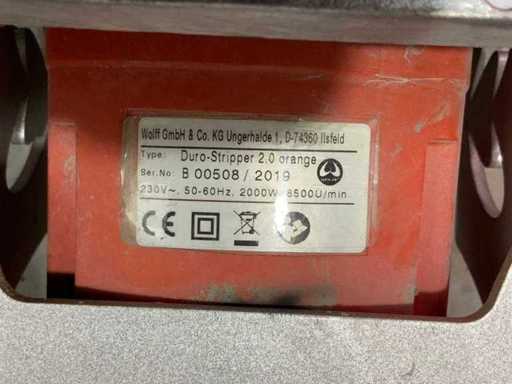 Wolff GmbH & Co. KG Ungerhalde 1, D-74360 Ilsfeld
Type: Duro-Stripper 2.0 orange
Ser.No: B 00508 / 2019
230V~, 50-60Hz, 2000W, 8500U/min
CE